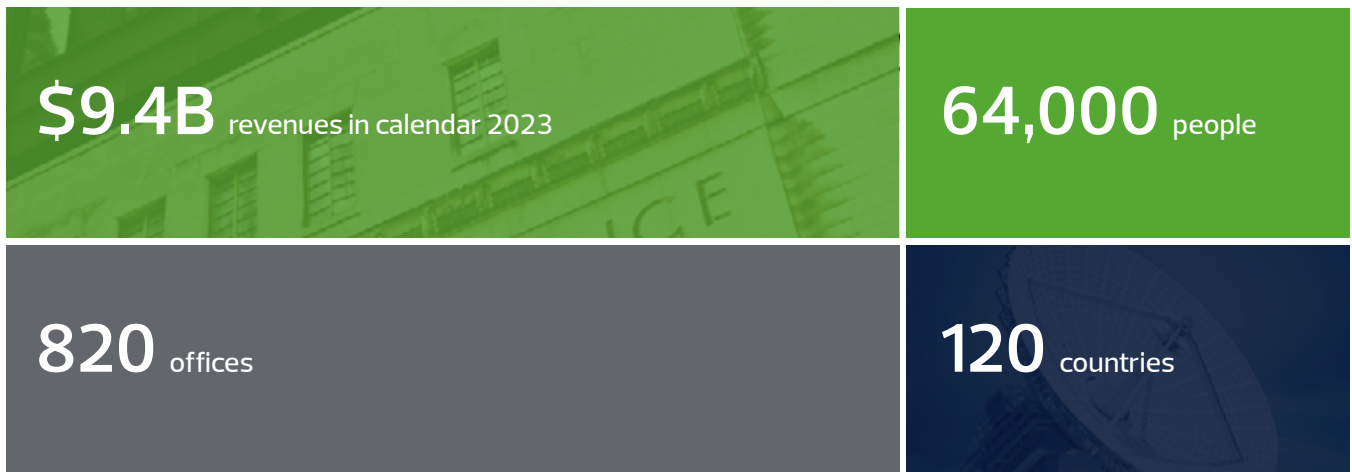 $9.4B revenues in calendar 2023
64,000 people
820 offices
120 countries